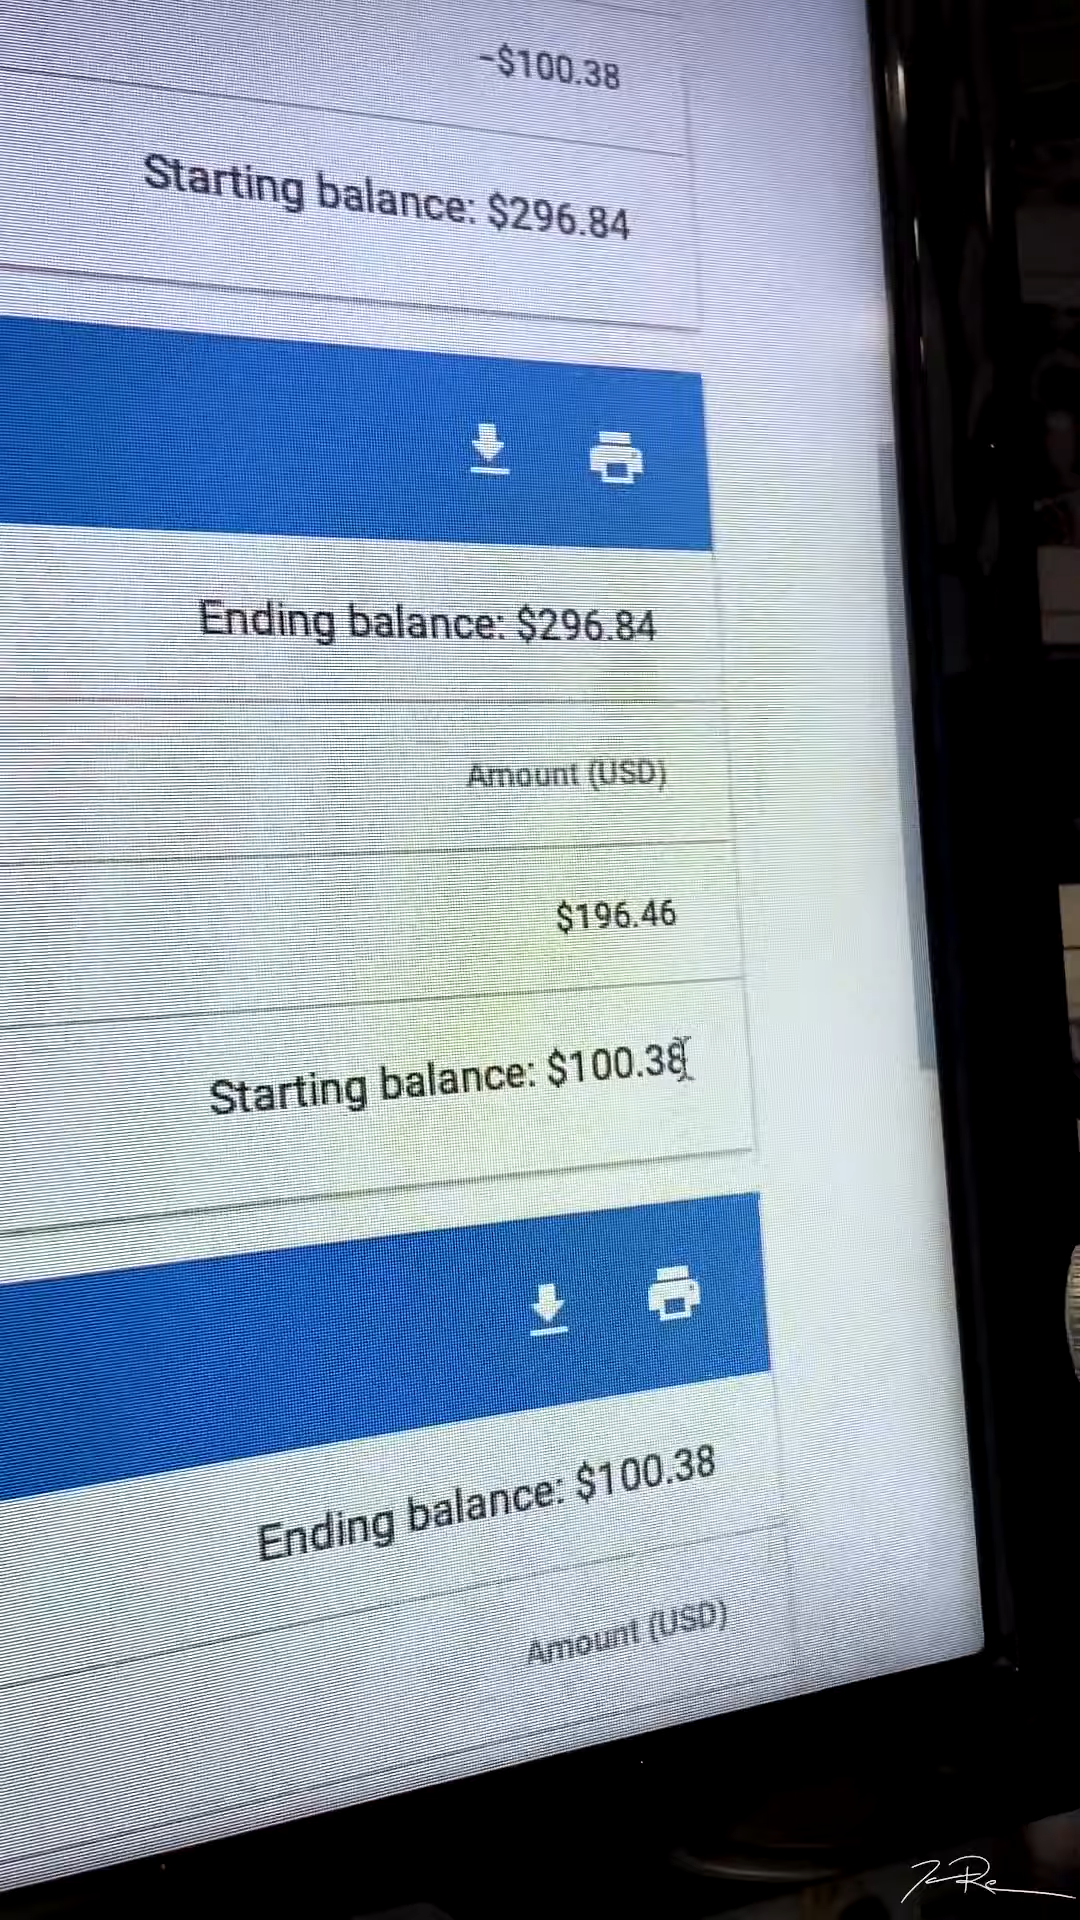 -$100.38
Starting balance: $296.84
Ending balance: $296.84
Amount (USD)
$196.46
Starting balance: $100.38
Ending balance: $100.38
Amount (USD)